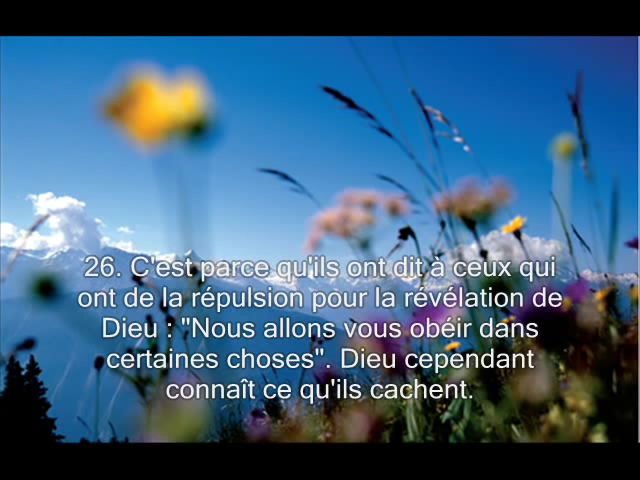 26. C'est parce qu'ils ont dit à ceux qui
ont de la répulsion pour la révélation de
Dieu : "Nous allons vous obéir dans
certaines choses". Dieu cependant
connaît ce qu'ils cachent.